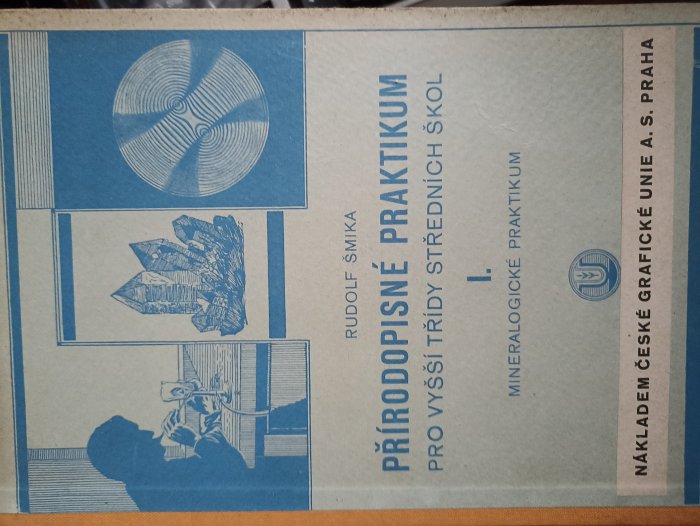 RUDOLF ŠMIKA
PŘÍRODOPISNÉ PRAKTIKUM
PRO VYŠŠÍ TŘÍDY STŘEDNÍCH ŠKOL
I.
MINERALOGICKÉ PRAKTIKUM
NÁKLADEM ČESKÉ GRAFICKÉ UNIE A. S. PRAHA